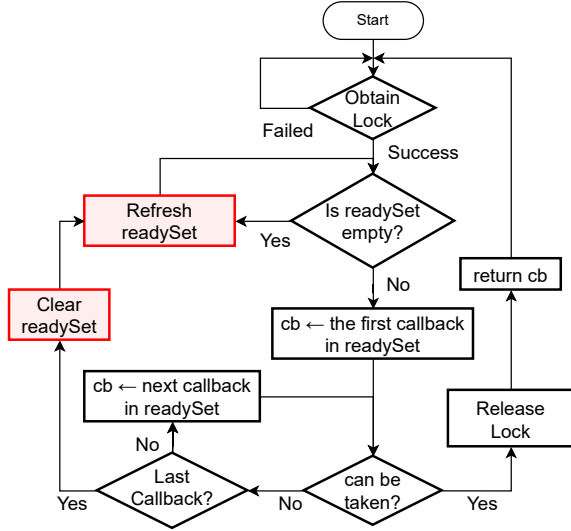 Start
Obtain
Lock
Failed
Success
Refresh
readySet
Is readySet
empty?
Yes
No
return cb
Clear
readySet
cb ← the first callback
in readySet
cb ← next callback
in readySet
Release
Lock
No
Last
Callback?
Yes
can be
taken?
No
Yes